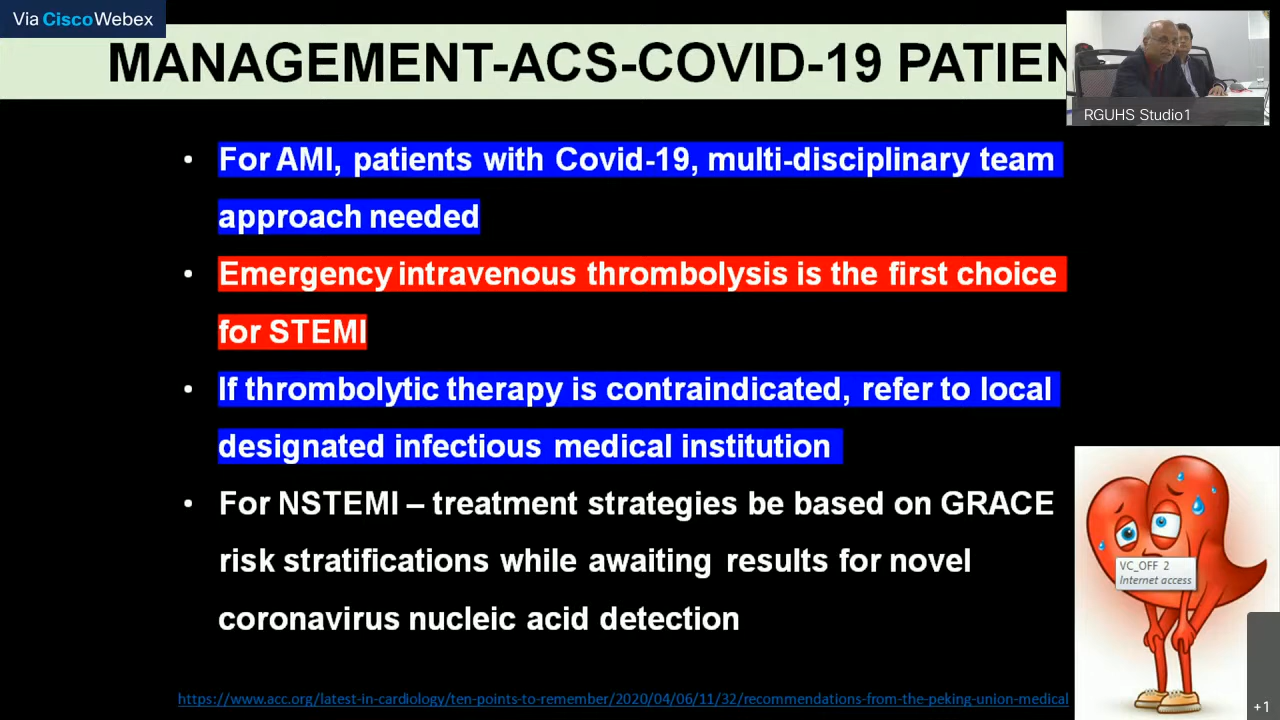 Via CiscoWebex
MANAGEMENT-ACS-COVID-19 PATIEN
RGUHS Studio1
• For AMI, patients with Covid-19, multi-disciplinary team
approach needed
• Emergency intravenous thrombolysis is the first choice
for STEMI
• If thrombolytic therapy is contraindicated, refer to local
designated infectious medical institution
• For NSTEMI – treatment strategies be based on GRACE
risk stratifications while awaiting results for novel
coronavirus nucleic acid detection
VC_OFF 2
Internet access
https://www.acc.org/latest-in-cardiology/ten-points-to-remember/2020/04/06/11/32/recommendations-from-the-peking-union-medical
+1